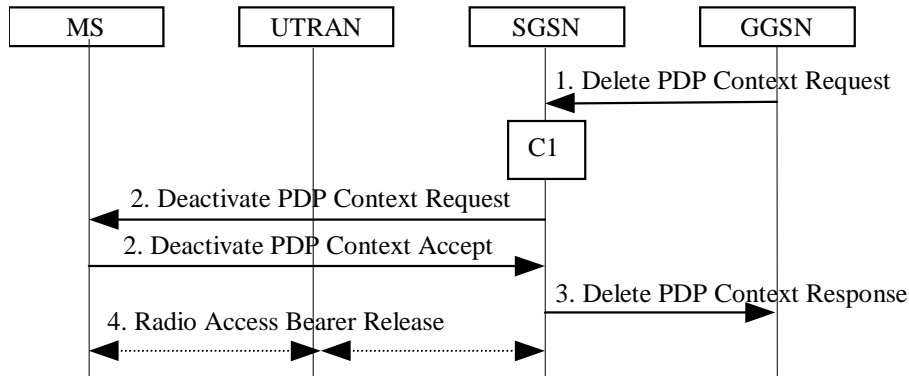 MS
UTRAN
SGSN
GGSN
1. Delete PDP Context Request
C1
2. Deactivate PDP Context Request
2. Deactivate PDP Context Accept
3. Delete PDP Context Response
4. Radio Access Bearer Release